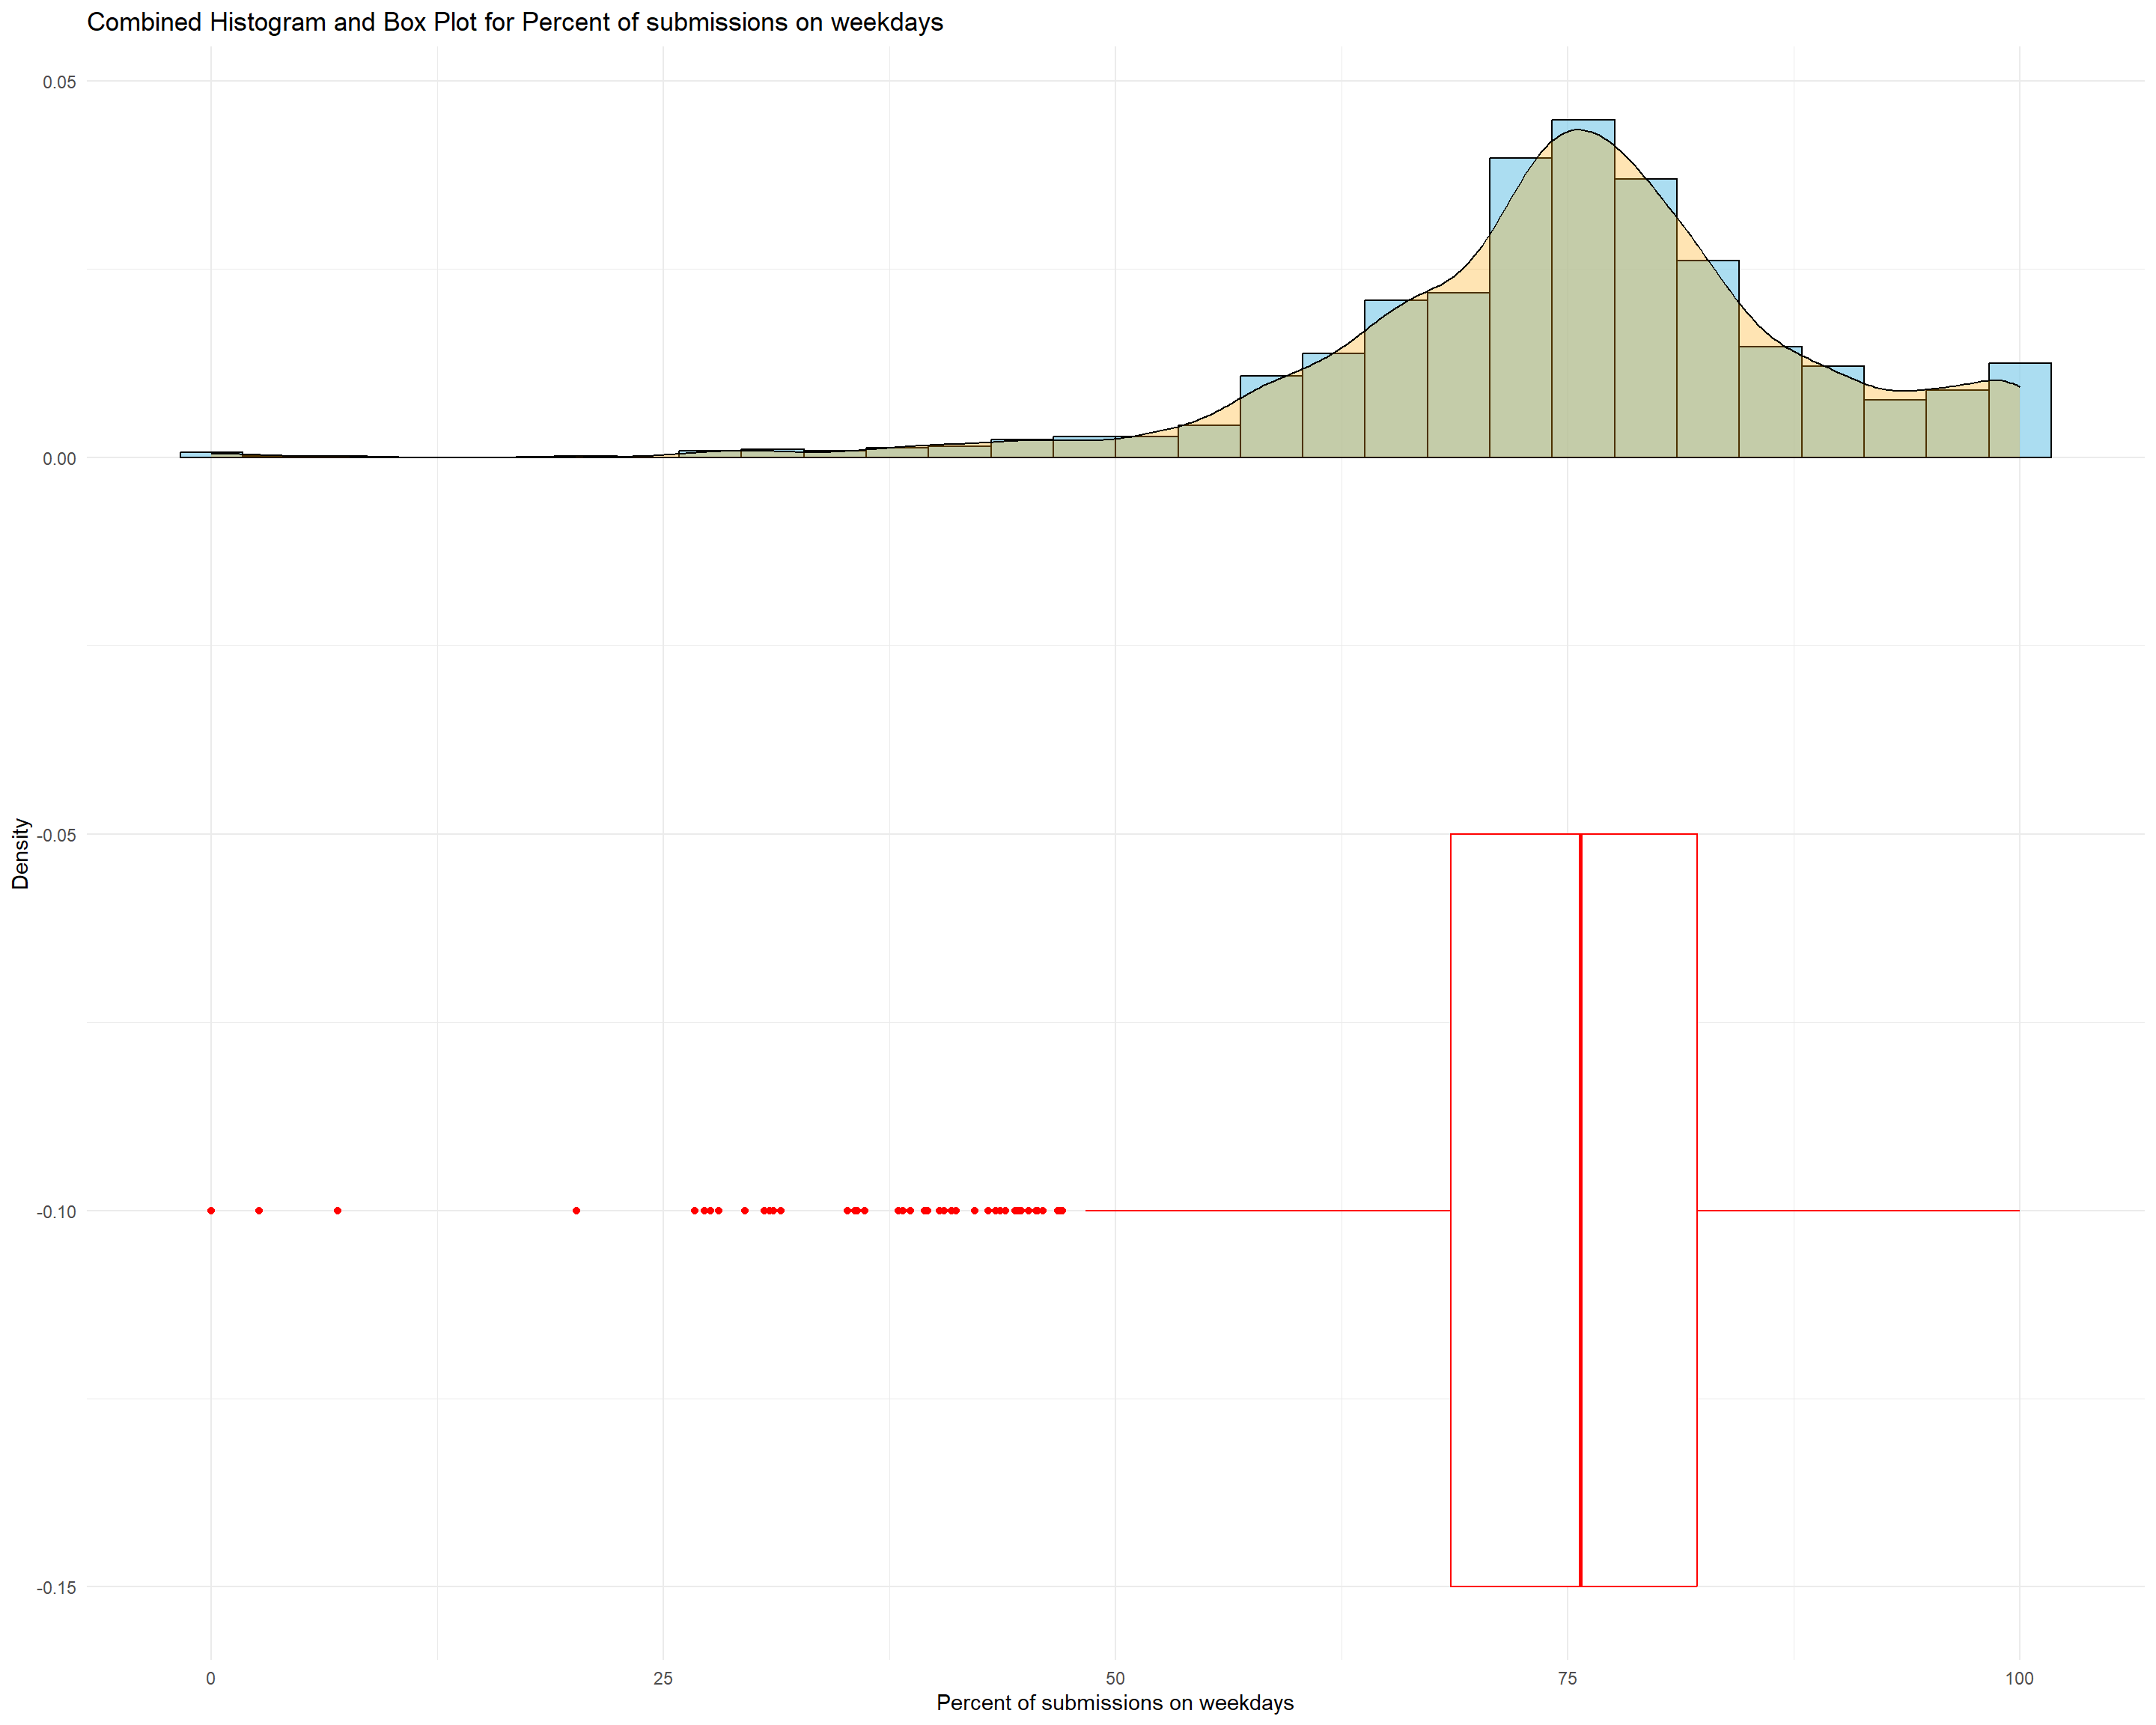 Combined Histogram and Box Plot for Percent of submissions on weekdays
0.05
0.00
-0.05
-0.10
-0.15
Density
0 25 50 75 100
Percent of submissions on weekdays